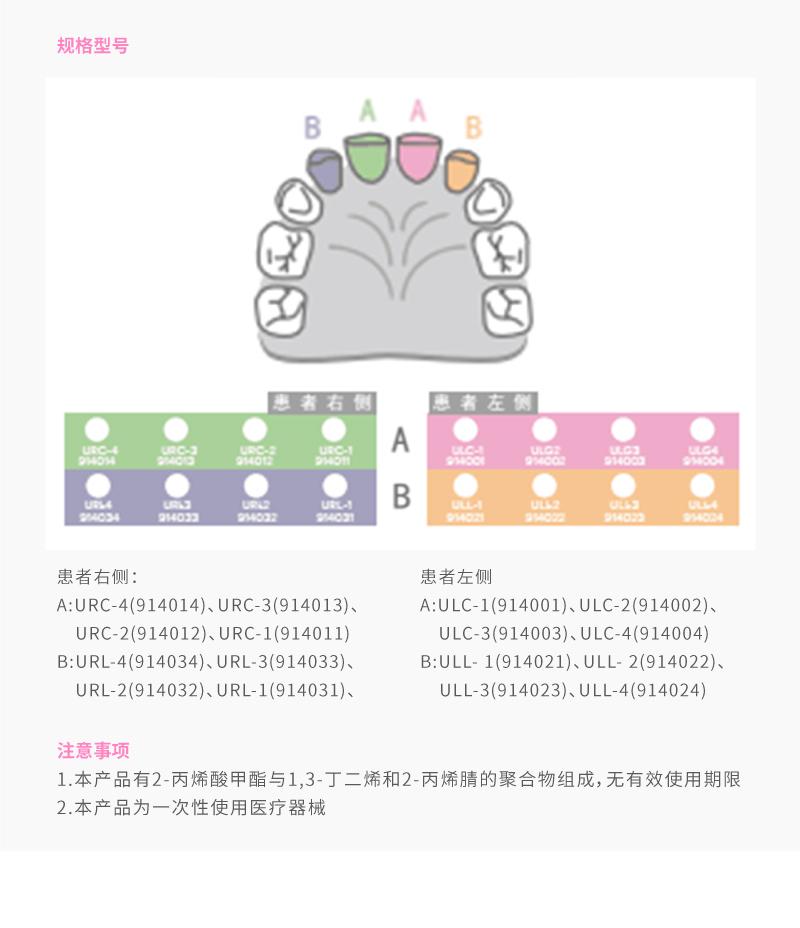 规格型号
B A A B
患者右侧 患者左侧
A
URC-4 URC-3 URC-2 URC-1 ULC-1 ULG2 ULG3 ULG4
914014 914013 914012 914011 914001 914002 914003 914004
B
URL4 URL3 URL2 URL-1 ULL-1 ULL2 ULL3 ULL4
914034 914033 914032 914031 914021 914022 914023 914024
患者右侧：
A:URC-4(914014)、URC-3(914013)、
URC-2(914012)、URC-1(914011)
B:URL-4(914034)、URL-3(914033)、
URL-2(914032)、URL-1(914031)、
患者左侧
A:ULC-1(914001)、ULC-2(914002)、
ULC-3(914003)、ULC-4(914004)
B:ULL- 1(914021)、ULL- 2(914022)、
ULL-3(914023)、ULL-4(914024)
注意事项
1.本产品有2-丙烯酸甲酯与1,3-丁二烯和2-丙烯腈的聚合物组成，无有效使用期限
2.本产品为一次性使用医疗器械